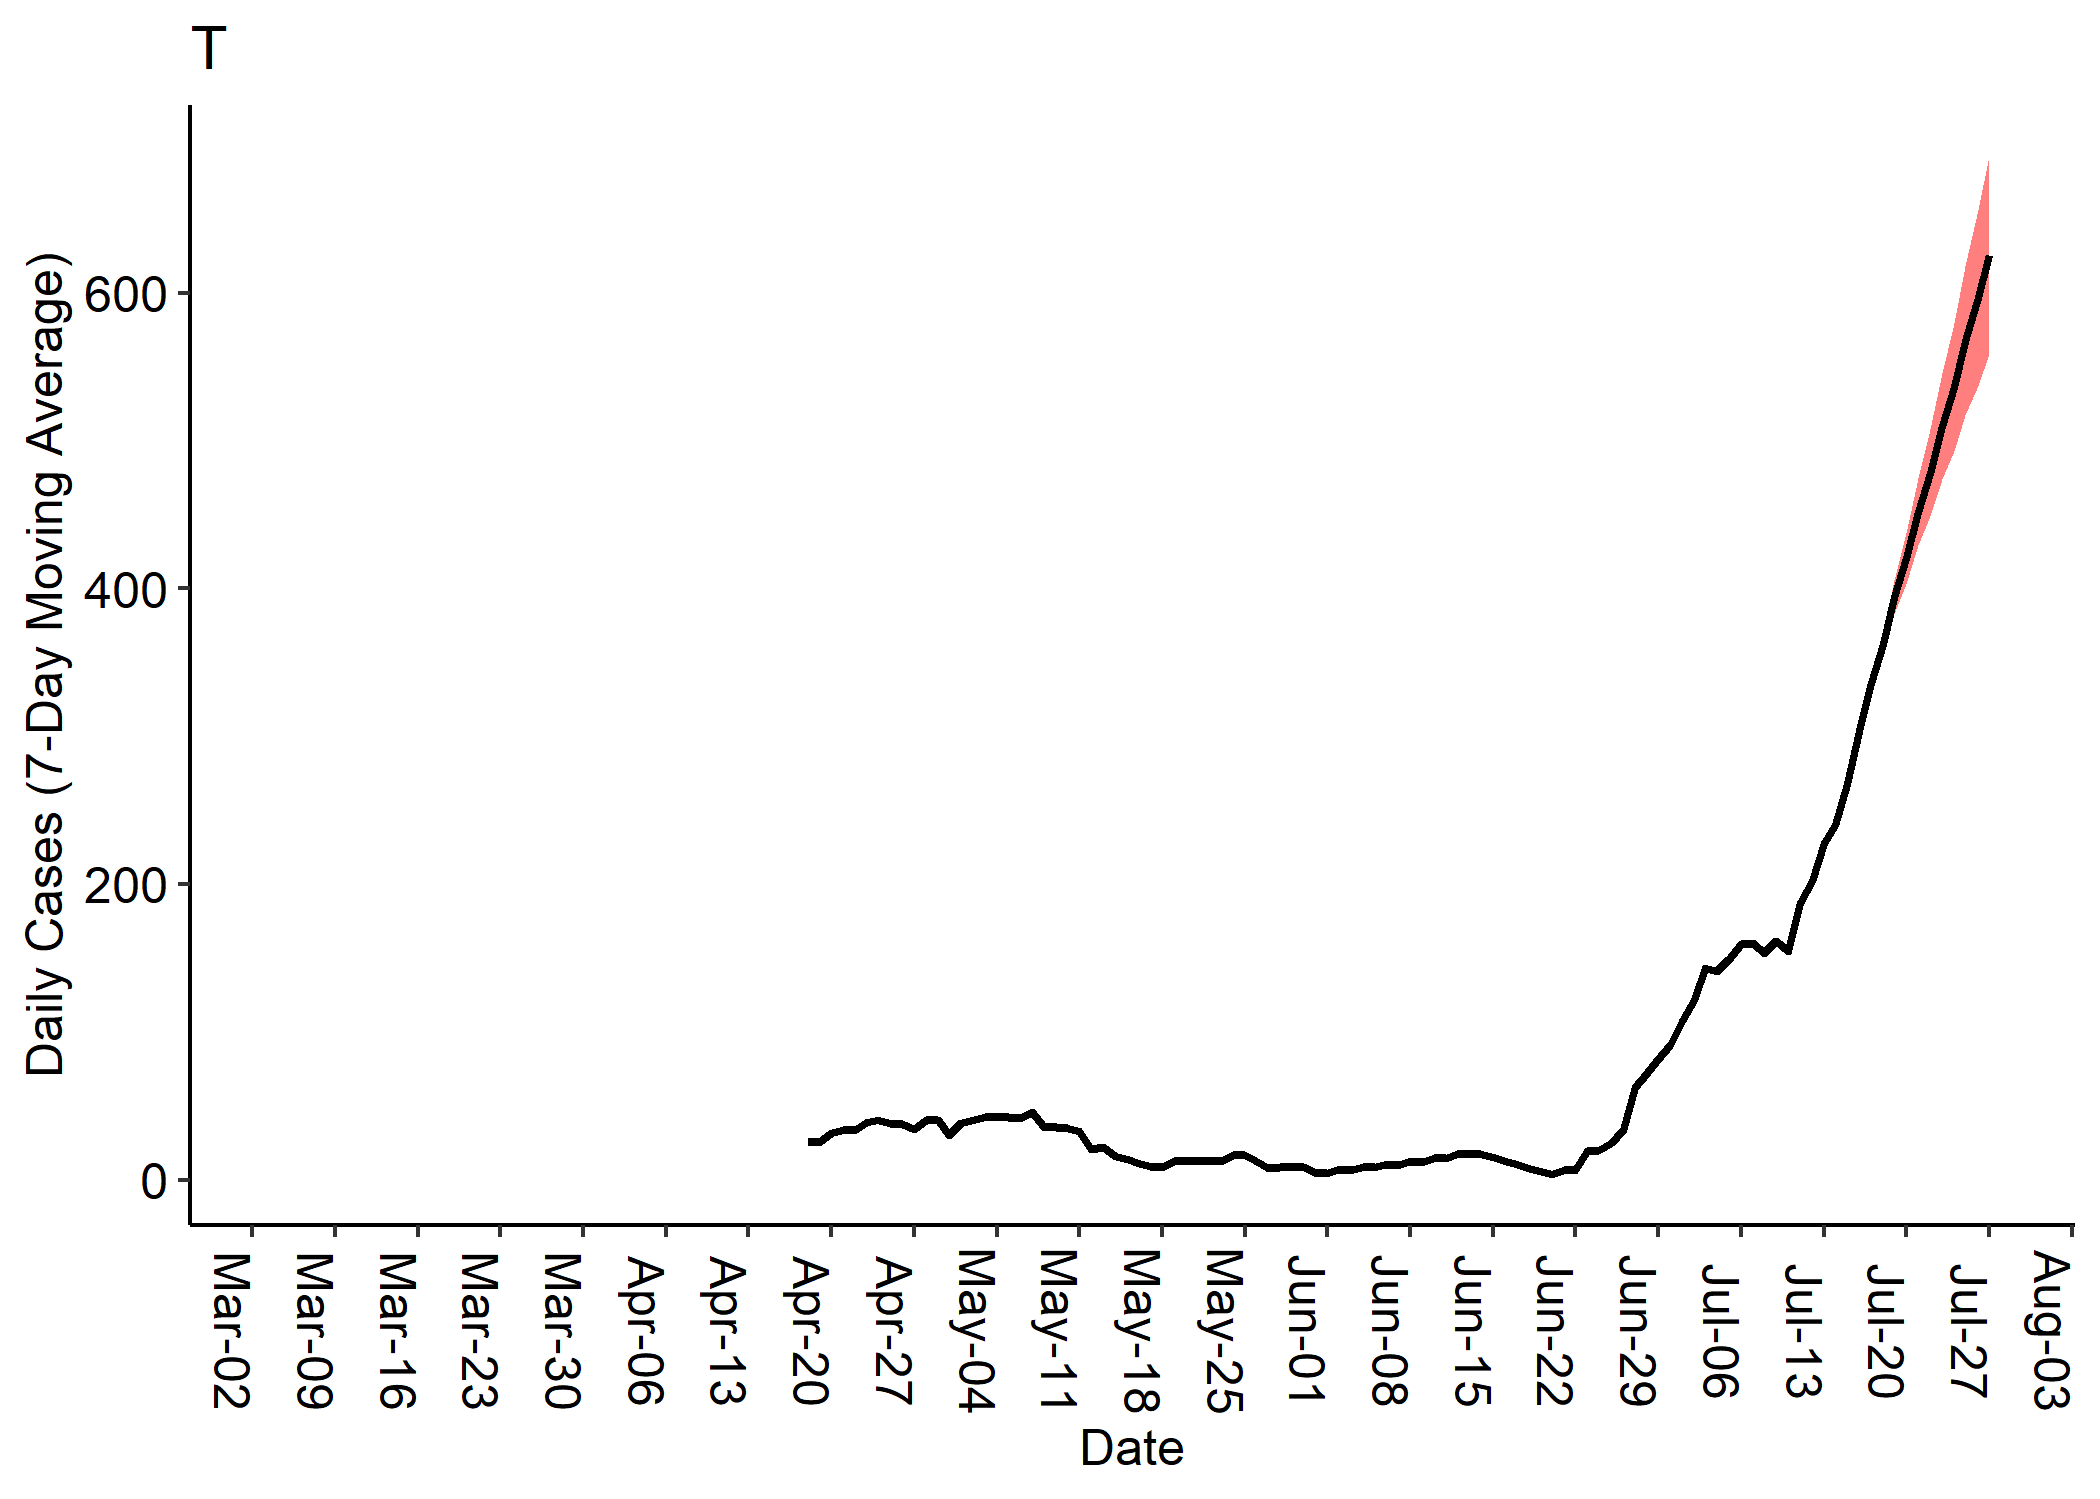 T
Daily Cases (7-Day Moving Average)
600
400
200
0
Mar-02
Mar-09
Mar-16
Mar-23
Mar-30
Apr-06
Apr-13
Apr-20
Apr-27
May-04
May-11
May-18
May-25
Jun-01
Jun-08
Jun-15
Jun-22
Jun-29
Jul-06
Jul-13
Jul-20
Jul-27
Aug-03
Date